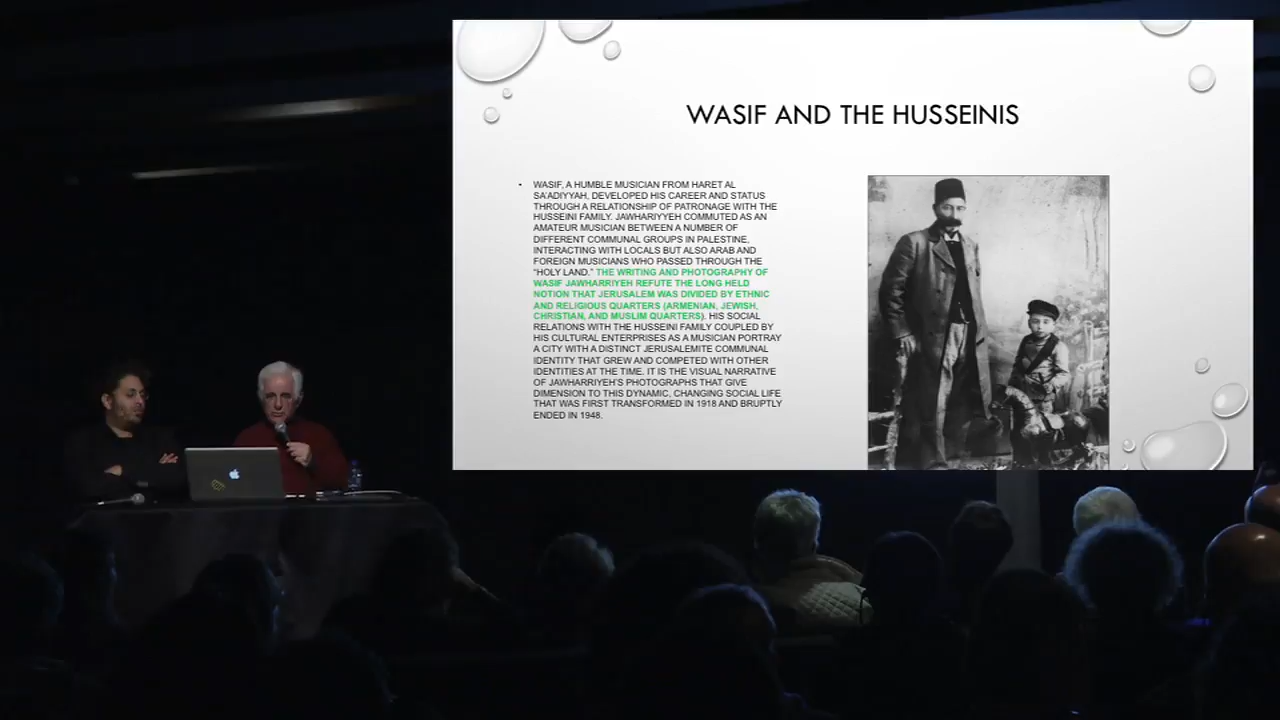 WASIF AND THE HUSSEINIS
• WASIF, A HUMBLE MUSICIAN FROM HARET AL
SA'ADIYYAH, DEVELOPED HIS CAREER AND STATUS
THROUGH A RELATIONSHIP OF PATRONAGE WITH THE
HUSSEINI FAMILY. JAWHARIYYEH COMMUTED AS AN
AMATEUR MUSICIAN BETWEEN A NUMBER OF
DIFFERENT COMMUNAL GROUPS IN PALESTINE,
INTERACTING WITH LOCALS BUT ALSO ARAB AND
FOREIGN MUSICIANS WHO PASSED THROUGH THE
"HOLY LAND." THE WRITING AND PHOTOGRAPHY OF
WASIF JAWHARRIYEH REFUTE THE LONG HELD
NOTION THAT JERUSALEM WAS DIVIDED BY ETHNIC
AND RELIGIOUS QUARTERS (ARMENIAN, JEWISH,
CHRISTIAN, AND MUSLIM QUARTERS). HIS SOCIAL
RELATIONS WITH THE HUSSEINI FAMILY COUPLED BY
HIS CULTURAL ENTERPRISES AS A MUSICIAN PORTRAY
A CITY WITH A DISTINCT JERUSALEMITE COMMUNAL
IDENTITY THAT GREW AND COMPETED WITH OTHER
IDENTITIES AT THE TIME. IT IS THE VISUAL NARRATIVE
OF JAWHARRIYEH'S PHOTOGRAPHS THAT GIVE
DIMENSION TO THIS DYNAMIC, CHANGING SOCIAL LIFE
THAT WAS FIRST TRANSFORMED IN 1918 AND BRUPTLY
ENDED IN 1948.